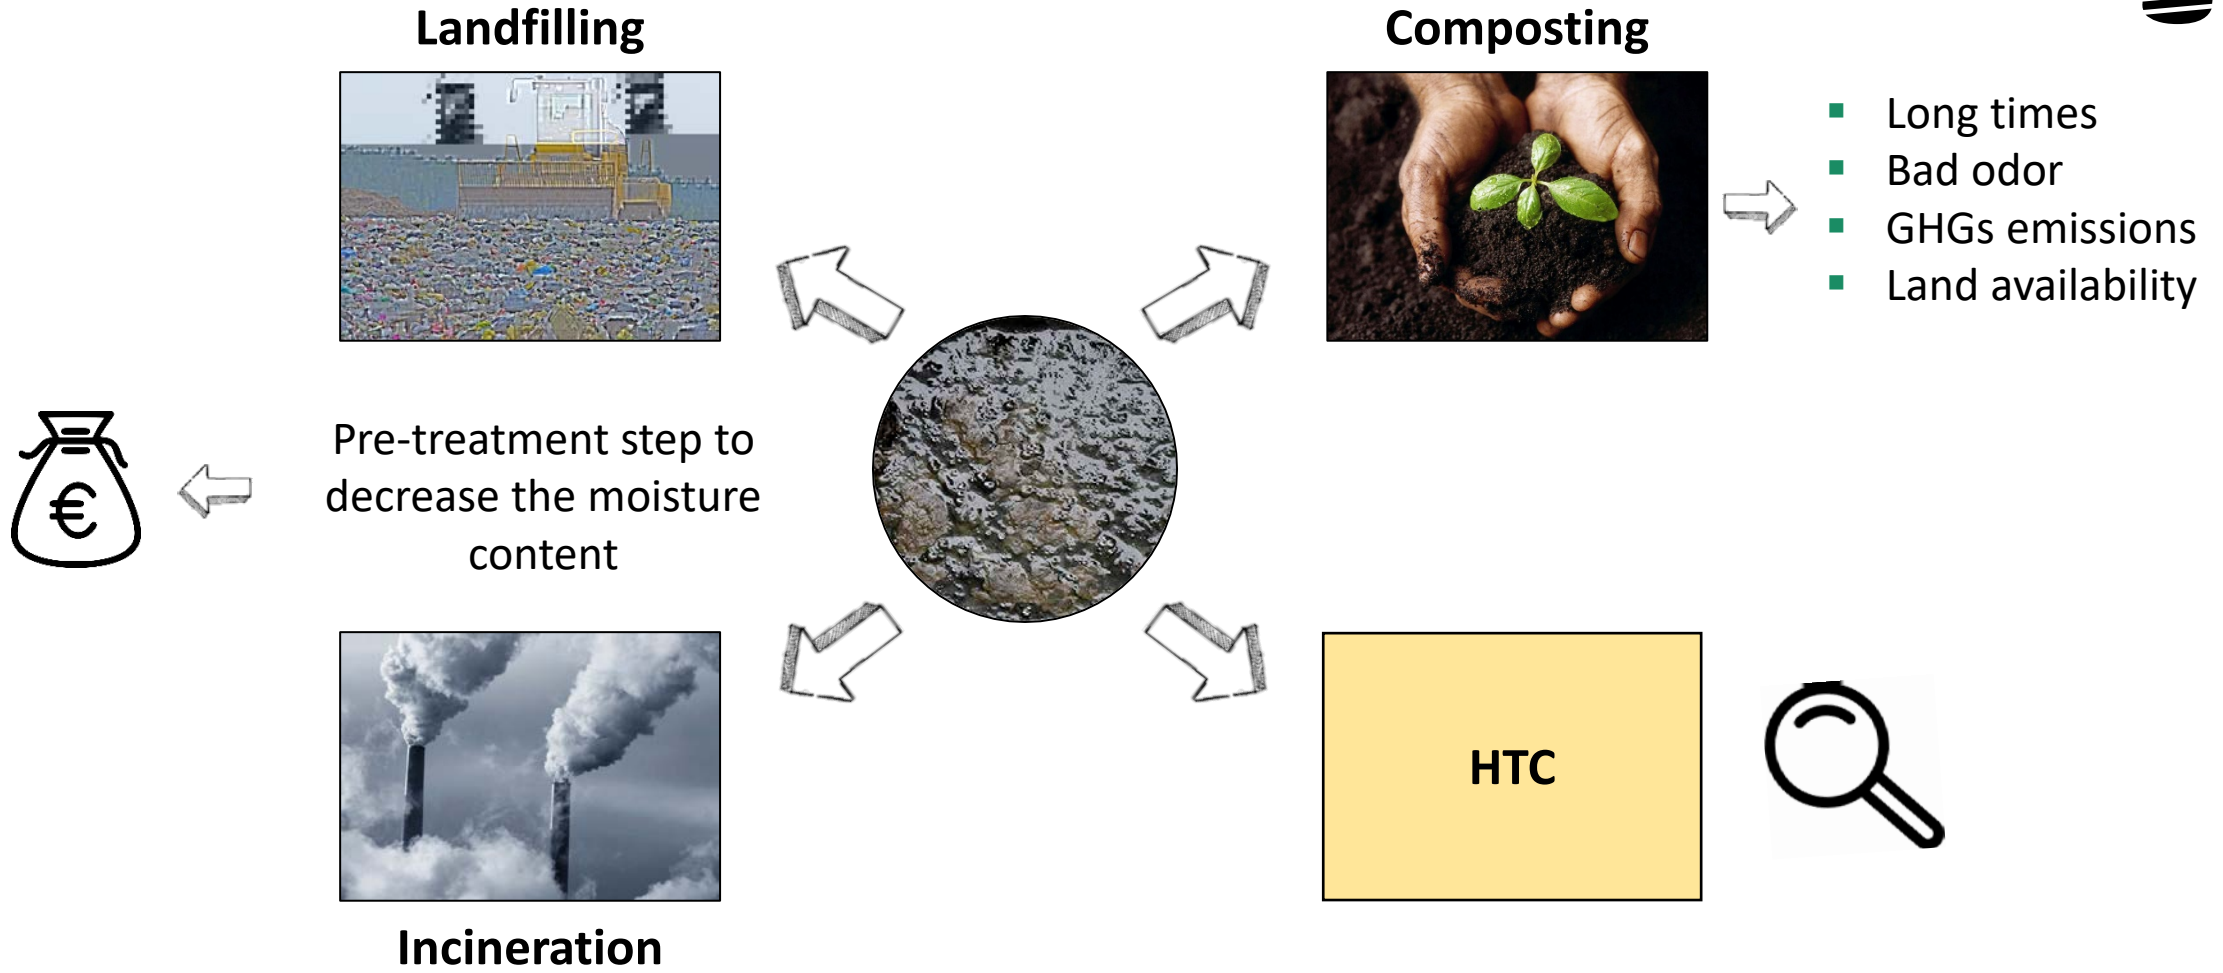 Landfilling
Composting
Long times
Bad odor
GHGs emissions
Land availability
Pre-treatment step to
decrease the moisture
content
€
HTC
Incineration